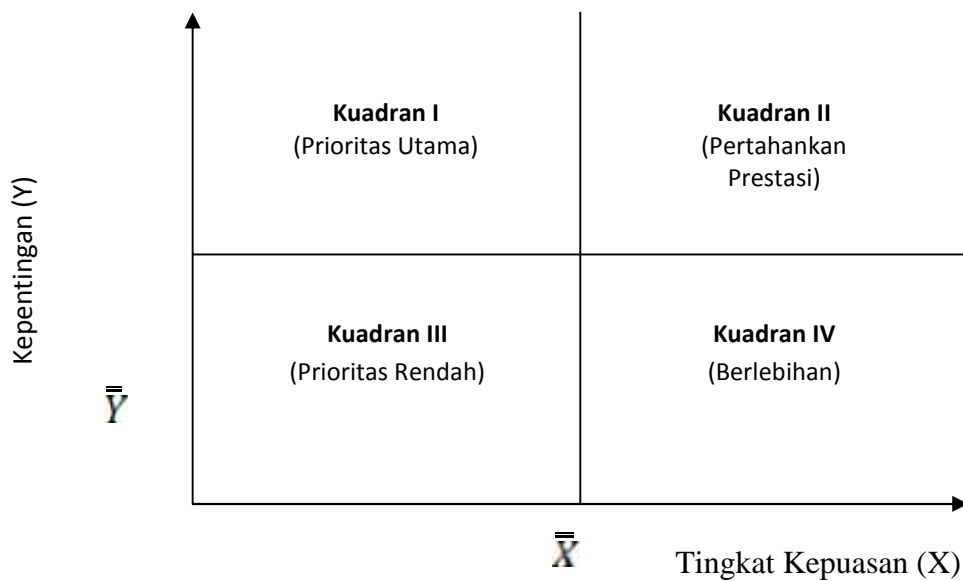 Kepentingan (Y)
Kuadran I
(Prioritas Utama)
Kuadran II
(Pertahankan
Prestasi)
Kuadran III
(Prioritas Rendah)
Kuadran IV
(Berlebihan)
Y̿
X̿
Tingkat Kepuasan (X)